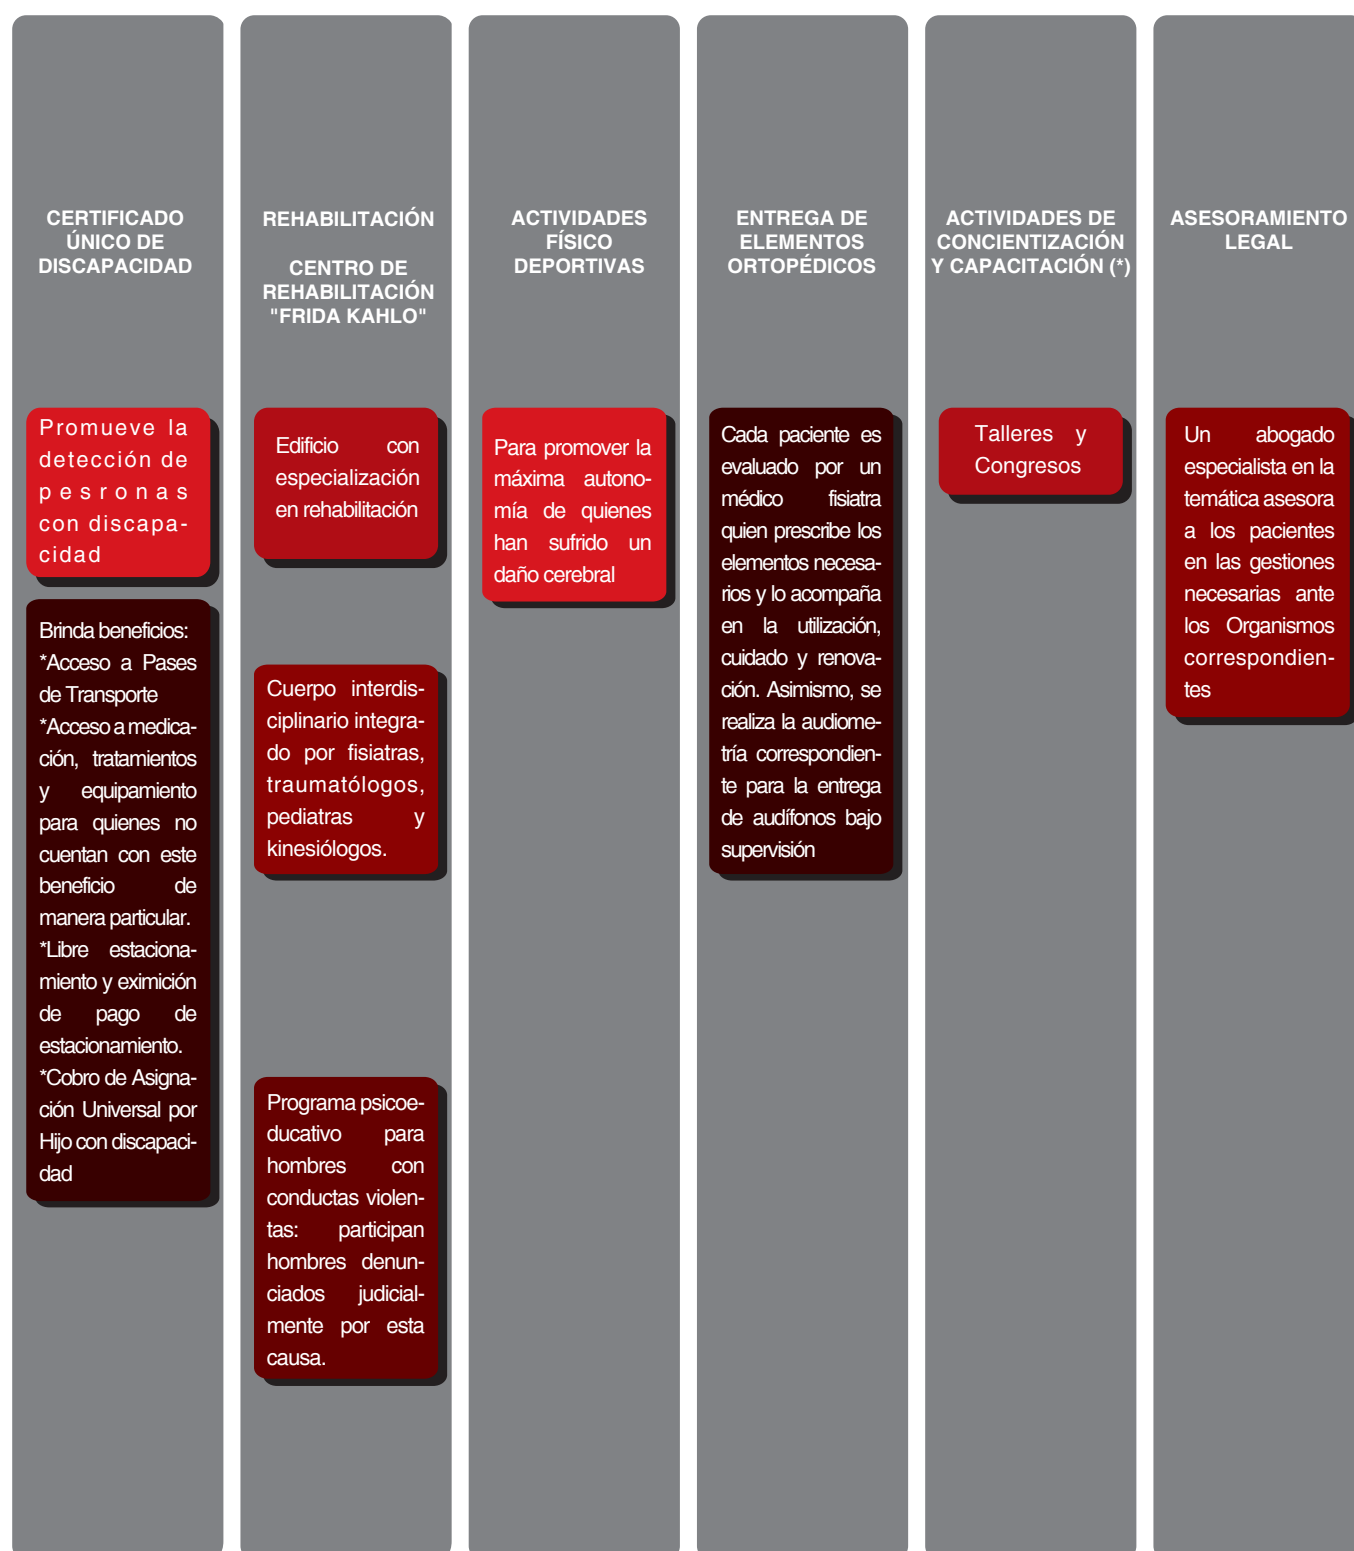 CERTIFICADO
ÚNICO DE
DISCAPACIDAD
Promueve la
detección de
pesronas
con discapa-
cidad
Brinda beneficios:
*Acceso a Pases
de Transporte
*Acceso a medica-
ción, tratamientos
y equipamiento
para quienes no
cuentan con este
beneficio de
manera particular.
*Libre estaciona-
miento y eximición
de pago de
estacionamiento.
*Cobro de Asigna-
ción Universal por
Hijo con discapaci-
dad
REHABILITACIÓN
CENTRO DE
REHABILITACIÓN
"FRIDA KAHLO"
Edificio con
especialización
en rehabilitación
Cuerpo interdis-
ciplinario integra-
do por fisiatras,
traumatólogos,
pediatras y
kinesiólogos.
Programa psicoe-
ducativo para
hombres con
conductas violen-
tas: participan
hombres denun-
ciados judicial-
mente por esta
causa.
ACTIVIDADES
FÍSICO
DEPORTIVAS
Para promover la
máxima autono-
mía de quienes
han sufrido un
daño cerebral
ENTREGA DE
ELEMENTOS
ORTOPÉDICOS
Cada paciente es
evaluado por un
médico fisiatra
quien prescribe los
elementos necesa-
rios y lo acompaña
en la utilización,
cuidado y renova-
ción. Asimismo, se
realiza la audiome-
tría correspondien-
te para la entrega
de audífonos bajo
supervisión
ACTIVIDADES DE
CONCIENTIZACIÓN
Y CAPACITACIÓN (*)
Talleres y
Congresos
ASESORAMIENTO
LEGAL
Un abogado
especialista en la
temática asesora
a los pacientes
en las gestiones
necesarias ante
los Organismos
correspondien-
tes